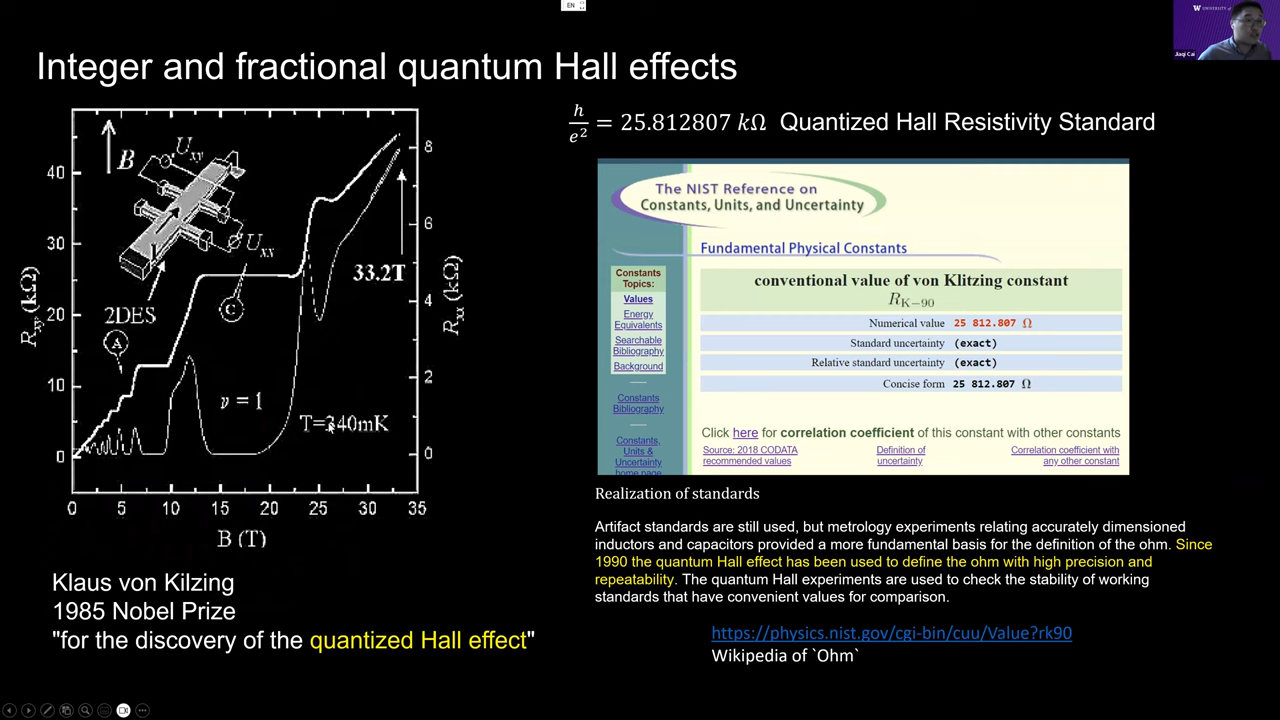 EN
UNIVERSITY of
Jiaqi Cai
Integer and fractional quantum Hall effects
B
U_xy
U_xx
2DES
A
C
33.2T
ν = 1
T=340mK
R_xy (kΩ)
40
30
20
10
0
R_xx (kΩ)
8
6
4
2
0
0 5 10 15 20 25 30 35
B (T)
Klaus von Kilzing
1985 Nobel Prize
"for the discovery of the quantized Hall effect"
h/e² = 25.812807 kΩ Quantized Hall Resistivity Standard
The NIST Reference on
Constants, Units, and Uncertainty
Fundamental Physical Constants
Constants
Topics:
Values
Energy
Equivalents
Searchable
Bibliography
Background
Constants
Bibliography
Constants,
Units &
Uncertainty
home page
conventional value of von Klitzing constant
R_K−90
Numerical value 25 812.807 Ω
Standard uncertainty (exact)
Relative standard uncertainty (exact)
Concise form 25 812.807 Ω
Click here for correlation coefficient of this constant with other constants
Source: 2018 CODATA
recommended values
Definition of
uncertainty
Correlation coefficient with
any other constant
Realization of standards
Artifact standards are still used, but metrology experiments relating accurately dimensioned
inductors and capacitors provided a more fundamental basis for the definition of the ohm. Since
1990 the quantum Hall effect has been used to define the ohm with high precision and
repeatability. The quantum Hall experiments are used to check the stability of working
standards that have convenient values for comparison.
https://physics.nist.gov/cgi-bin/cuu/Value?rk90
Wikipedia of `Ohm`